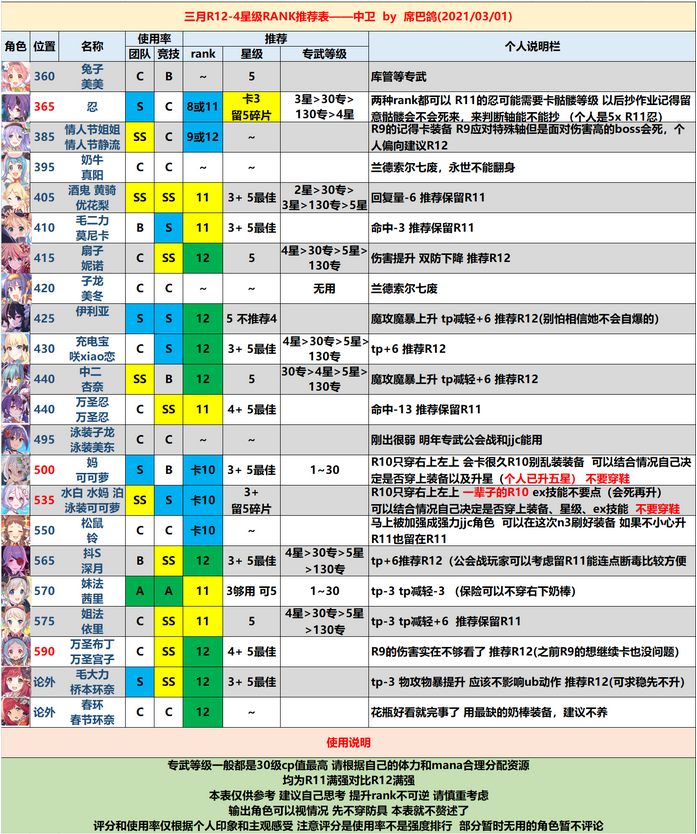 三月R12-4星级RANK推荐表——中卫 by 席巴鸽(2021/03/01)
角色 位置 名称 使用率 推荐 个人说明栏
团队 竞技 rank 星级 专武等级
360 兔子 C B ~ 5 库管等专武
美美
365 忍 S C 8或11 卡3 3星>30专> 两种rank都可以 R11的忍可能需要卡骷髅等级 以后抄作业记得留
留5碎片 130专>4星 意骷髅会不会死来，来判断轴能不能抄 （个人是5x R11忍）
385 情人节姐姐 SS C 9或12 ~ R9的记得卡装备 R9应对特殊轴但是面对伤害高的boss会死，个
情人节静流 人偏向建议R12
395 奶牛 C C ~ ~ 兰德索尔七废，永世不能翻身
真阳
405 酒鬼 黄骑 SS SS 11 3+ 5最佳 2星>30专> 回复量-6 推荐保留R11
优花梨 3星>130专>5星
410 毛二力 B S 11 3+ 5最佳 命中-3 推荐保留R11
莫尼卡
415 扇子 C SS 12 5 4星>30专>5星> 伤害提升 双防下降 推荐R12
妮诺 130专
420 子龙 C C ~ ~ 无用 兰德索尔七废
美冬
425 伊利亚 S S 12 5 不推荐4 魔攻魔暴上升 tp减轻+6 推荐R12(别怕相信她不会自爆的)
430 充电宝 C S 12 3+ 5最佳 4星>30专>5星> tp+6 推荐R12
咲xiao恋 130专
440 中二 SS B 12 5 30专>4星>5星> 魔攻魔暴上升 tp减轻+6 推荐R12
杏奈 130专
440 万圣忍 C SS 11 4+ 5最佳 命中-13 推荐保留R11
万圣忍
495 泳装子龙 C C ~ ~ 刚出很弱 明年专武公会战和jjc能用
泳装美东
500 妈 S B 卡10 3+ 5最佳 1~30 R10只穿右上左上 会卡很久R10别乱装装备 可以结合情况自己决
可可萝 定是否穿上装备以及升星（个人已升五星） 不要穿鞋
535 水白 水妈 泊 SS S 卡10 3+ R10只穿右上左上 一辈子的R10 ex技能不要点（会死再升）
泳装可可萝 留5碎片 可以结合情况自己决定是否穿上装备、星级、ex技能 不要穿鞋
550 松鼠 C C 卡10 ~ 马上被加强成强力jjc角色 可以在这次n3刷好装备 如果不小心升
铃 R11也留在R11
565 抖S B SS 12 3+ 5最佳 4星>30专>5星 tp+6推荐R12（公会战玩家可以考虑留R11能连点断毒比较方便
深月 >130专
570 妹法 A A 11 3够用 可5 1~30 tp-3 tp减轻-3 （保险可以不穿右下奶棒）
茜里
575 姐法 C SS 11 5 4星>30专>5星 tp-3 tp减轻+6 推荐保留R11
依里 >130专
590 万圣布丁 C SS 12 4+ 5最佳 R9的伤害实在不够看了 推荐R12(之前R9的想继续卡也没问题)
万圣宫子
论外 毛大力 S SS 12 3+ 5最佳 tp-3 物攻物暴提升 应该不影响ub动作 推荐R12(可求稳先不升)
桥本环奈
论外 春环 C C 12 ~ 花瓶好看就完事了 用最缺的奶棒装备，建议不养
春节环奈
使用说明
专武等级一般都是30级cp值最高 请根据自己的体力和mana合理分配资源
均为R11满强对比R12满强
本表仅供参考 建议自己思考 提升rank不可逆 请慎重考虑
输出角色可以视情况 先不穿防具 本表就不赘述了
评分和使用率仅根据个人印象和主观感受 注意评分是使用率不是强度排行 部分暂时无用的角色暂不评论